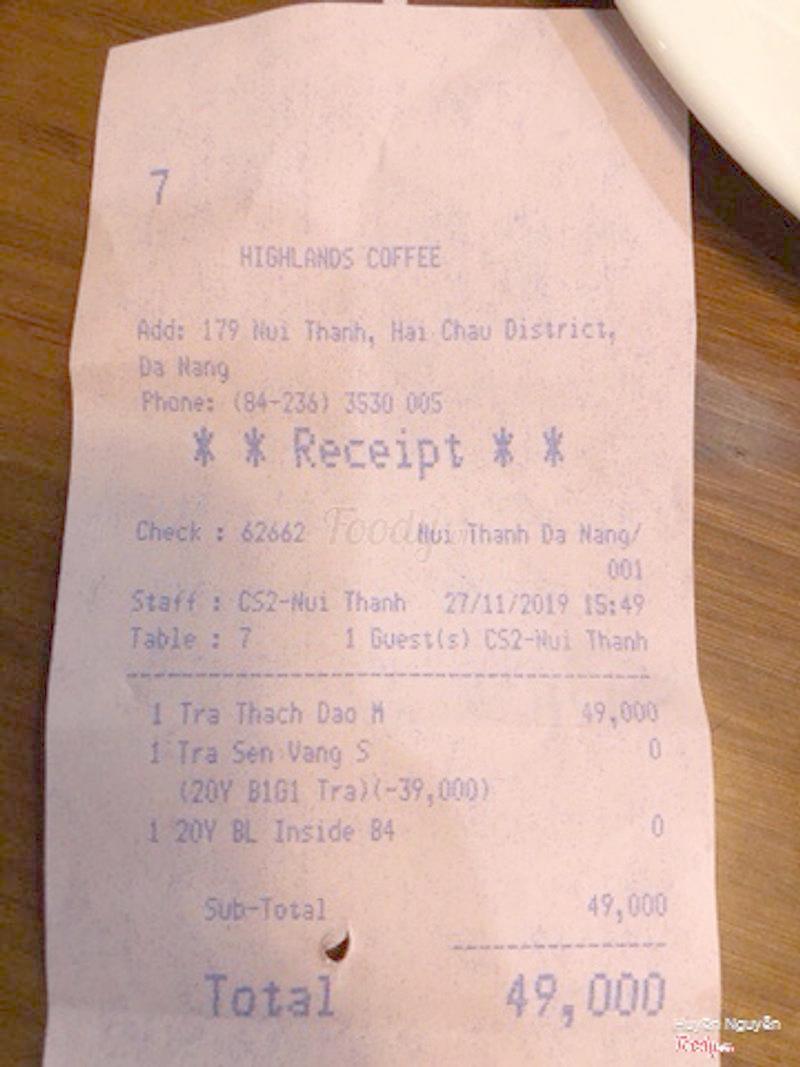 7
HIGHLANDS COFFEE
Add: 179 Nui Thanh, Hai Chau District,
Da Nang
Phone: (84-236) 3530 005
* * Receipt * *
Check : 62662 Nui Thanh Da Nang/
001
Foody
Staff : CS2-Nui Thanh 27/11/2019 15:49
Table : 7 1 Guest(s) CS2-Nui Thanh
1 Tra Thach Dao M 49,000
1 Tra Sen Vang S 0
(20Y B1G1 Tra)(-39,000)
1 20Y BL Inside 84 0
Sub-Total 49,000
Total 49,000
Huyền Nguyễn
Foody